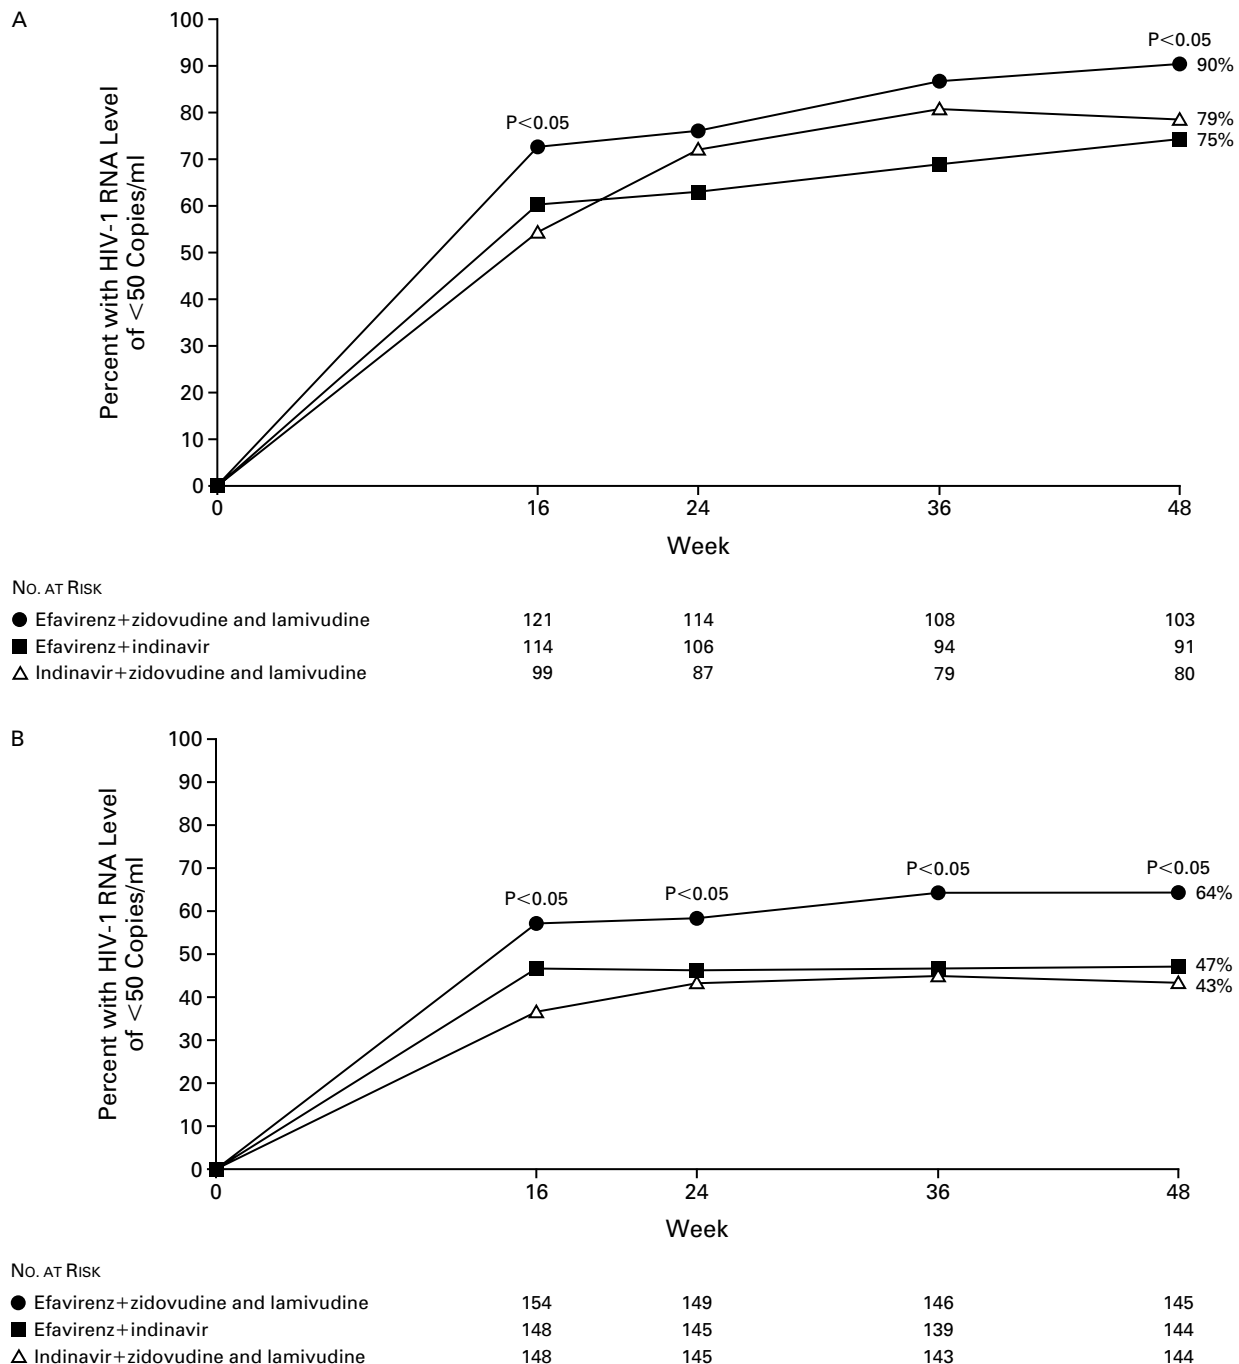 A
100
90
80
70
60
50
40
30
20
10
0
Percent with HIV-1 RNA Level
of <50 Copies/ml
P<0.05
P<0.05
90%
79%
75%
0 16 24 36 48
Week
NO. AT RISK
Efavirenz+zidovudine and lamivudine 121 114 108 103
Efavirenz+indinavir 114 106 94 91
Indinavir+zidovudine and lamivudine 99 87 79 80
B
100
90
80
70
60
50
40
30
20
10
0
Percent with HIV-1 RNA Level
of <50 Copies/ml
P<0.05 P<0.05 P<0.05 P<0.05
64%
47%
43%
0 16 24 36 48
Week
NO. AT RISK
Efavirenz+zidovudine and lamivudine 154 149 146 145
Efavirenz+indinavir 148 145 139 144
Indinavir+zidovudine and lamivudine 148 145 143 144